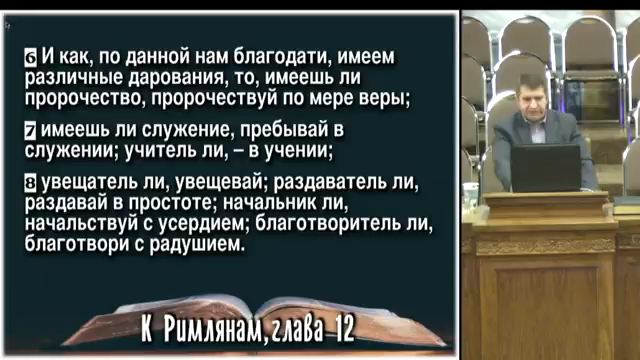 6 И как, по данной нам благодати, имеем
различные дарования, то, имеешь ли
пророчество, пророчествуй по мере веры;
7 имеешь ли служение, пребывай в
служении; учитель ли, – в учении;
8 увещатель ли, увещевай; раздаватель ли,
раздавай в простоте; начальник ли,
начальствуй с усердием; благотворитель ли,
благотвори с радушием.
К Римлянам, глава 12